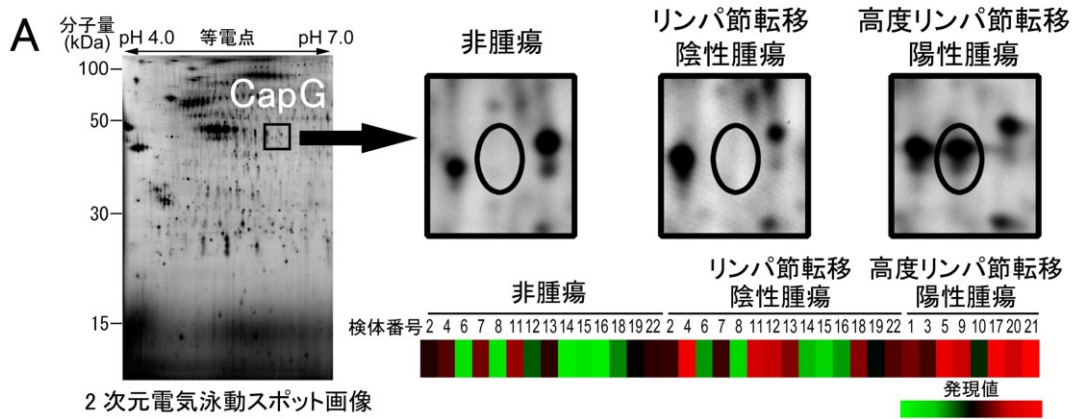 A
分子量
(kDa)
pH 4.0
等電点
pH 7.0
100
50
30
15
CapG
2 次元電気泳動スポット画像
非腫瘍
リンパ節転移
陰性腫瘍
高度リンパ節転移
陽性腫瘍
非腫瘍
リンパ節転移
陰性腫瘍
高度リンパ節転移
陽性腫瘍
検体番号 2 4 6 7 8 11 12 13 14 15 16 18 19 22 2 4 6 7 8 11 12 13 14 15 16 18 19 22 1 3 5 9 10 17 20 21
発現値